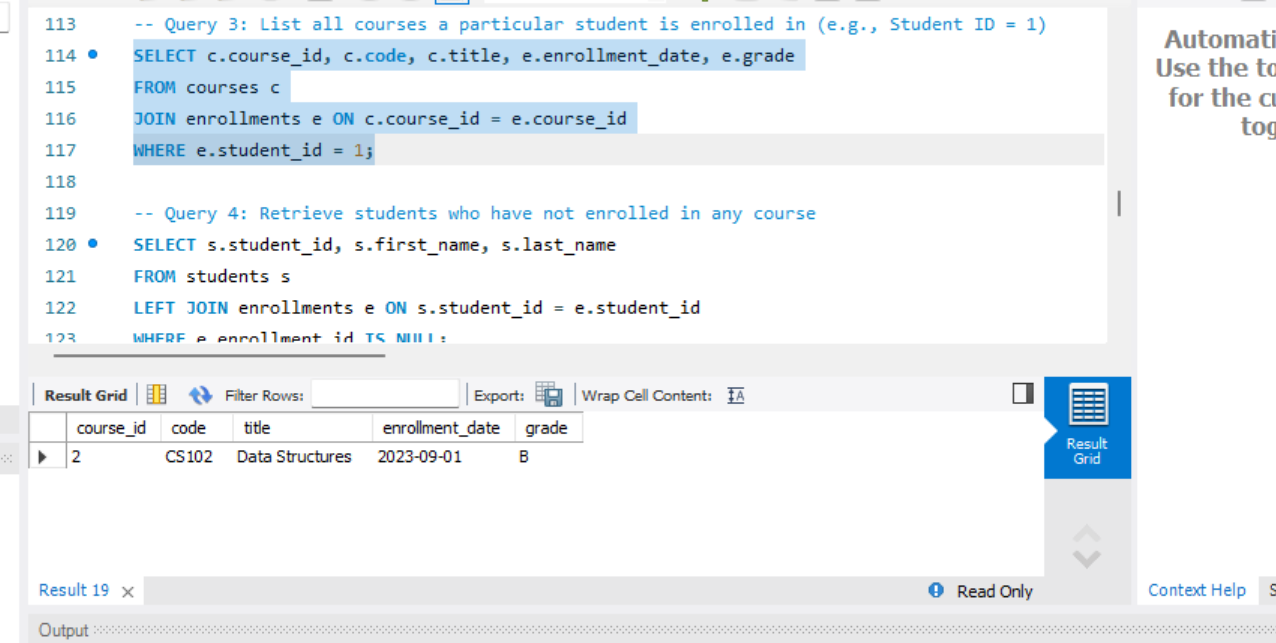 113 -- Query 3: List all courses a particular student is enrolled in (e.g., Student ID = 1)
114 SELECT c.course_id, c.code, c.title, e.enrollment_date, e.grade
115 FROM courses c
116 JOIN enrollments e ON c.course_id = e.course_id
117 WHERE e.student_id = 1;
118
119 -- Query 4: Retrieve students who have not enrolled in any course
120 SELECT s.student_id, s.first_name, s.last_name
121 FROM students s
122 LEFT JOIN enrollments e ON s.student_id = e.student_id
123 WHERE e.enrollment_id IS NULL;
Automati
Use the to
for the cu
tog
Result Grid Filter Rows: Export: Wrap Cell Content: IA
course_id code title enrollment_date grade
2 CS102 Data Structures 2023-09-01 B
Result
Grid
Result 19 Read Only
Context Help S
Output